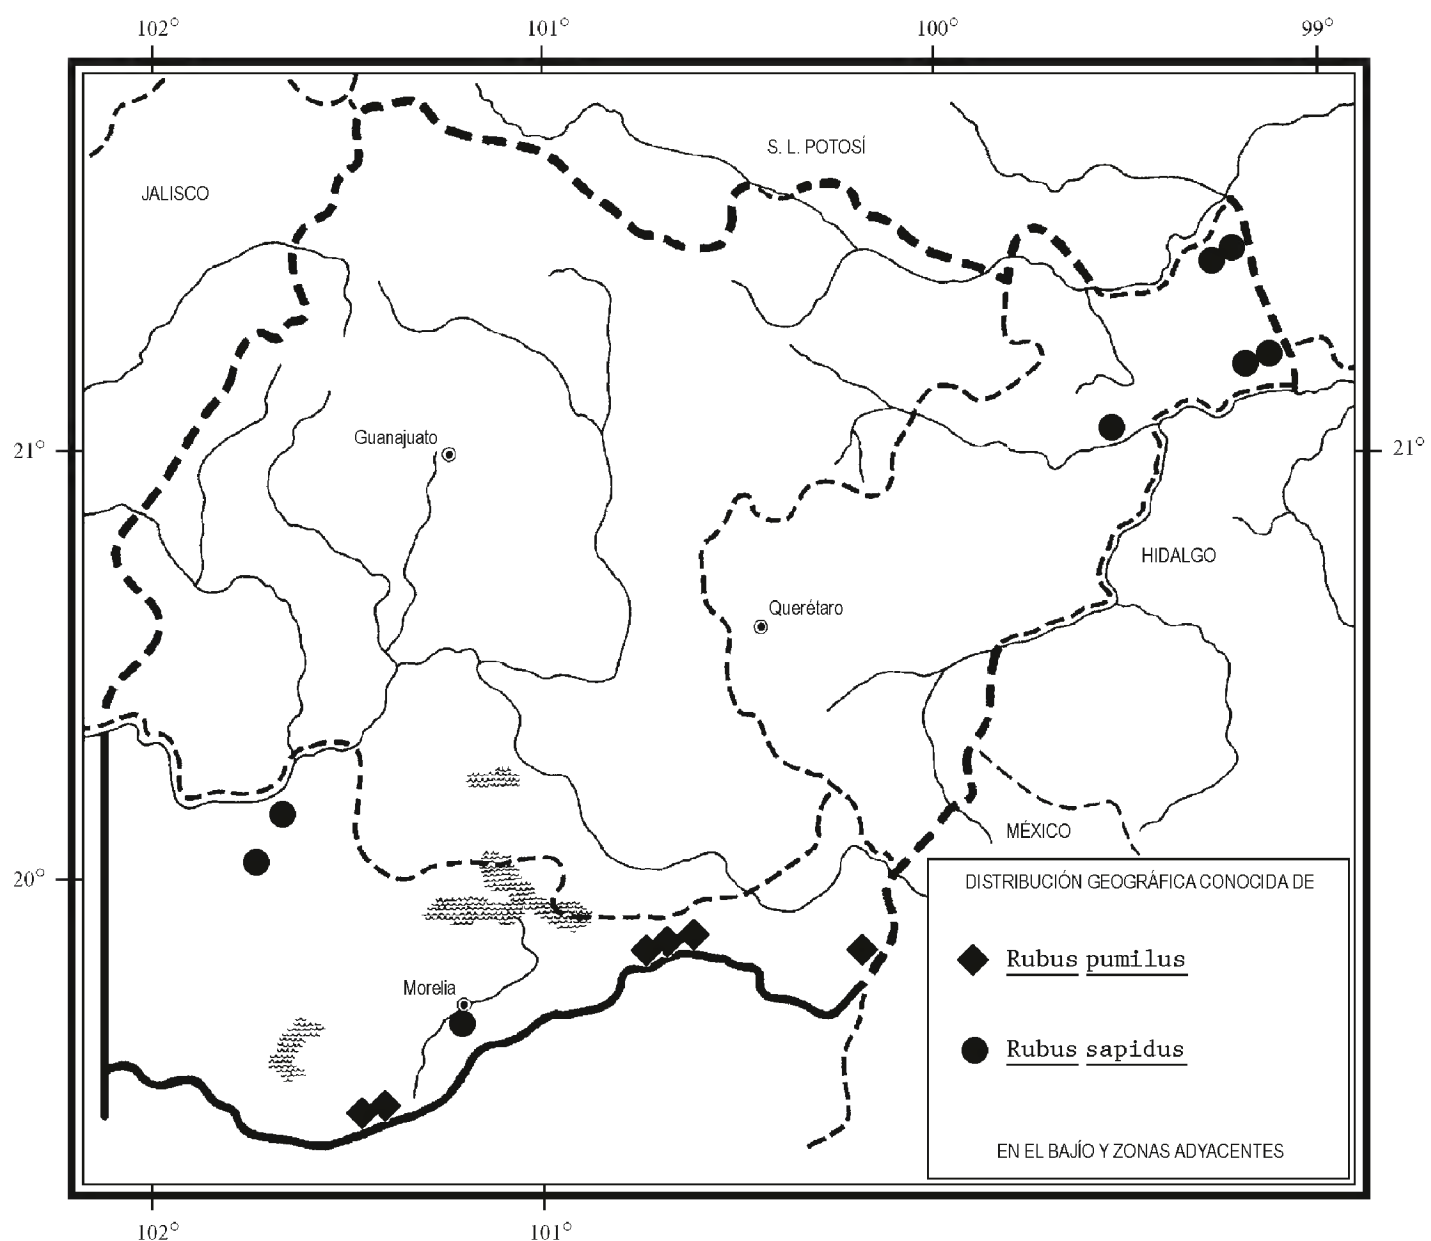 102° 101° 100° 99°
S. L. POTOSÍ
JALISCO
Guanajuato
21° 21°
HIDALGO
Querétaro
MÉXICO
20°
DISTRIBUCIÓN GEOGRÁFICA CONOCIDA DE
Rubus pumilus
Morelia
Rubus sapidus
EN EL BAJÍO Y ZONAS ADYACENTES
102° 101°